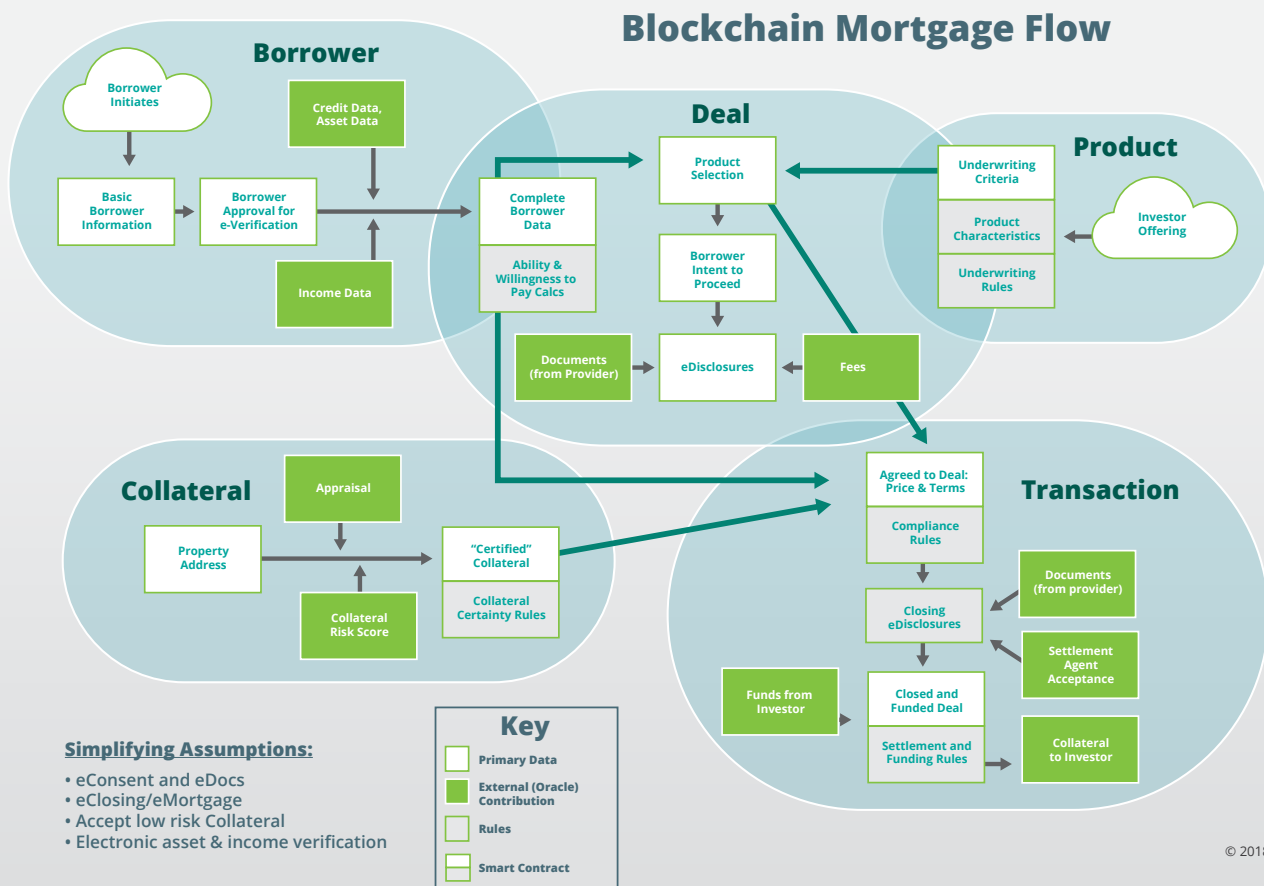 Blockchain Mortgage Flow
Borrower
Borrower
Initiates
Credit Data,
Asset Data
Basic
Borrower
Information
Borrower
Approval for
e-Verification
Income Data
Complete
Borrower
Data
Ability &
Willingness to
Pay Calcs
Deal
Product
Selection
Borrower
Intent to
Proceed
Documents
(from Provider)
eDisclosures
Fees
Product
Underwriting
Criteria
Product
Characteristics
Underwriting
Rules
Investor
Offering
Collateral
Appraisal
Property
Address
Collateral
Risk Score
“Certified”
Collateral
Collateral
Certainty Rules
Transaction
Agreed to Deal:
Price & Terms
Compliance
Rules
Closing
eDisclosures
Documents
(from provider)
Settlement
Agent
Acceptance
Funds from
Investor
Closed and
Funded Deal
Settlement and
Funding Rules
Collateral
to Investor
Simplifying Assumptions:
• eConsent and eDocs
• eClosing/eMortgage
• Accept low risk Collateral
• Electronic asset & income verification
Key
Primary Data
External (Oracle)
Contribution
Rules
Smart Contract
© 2018